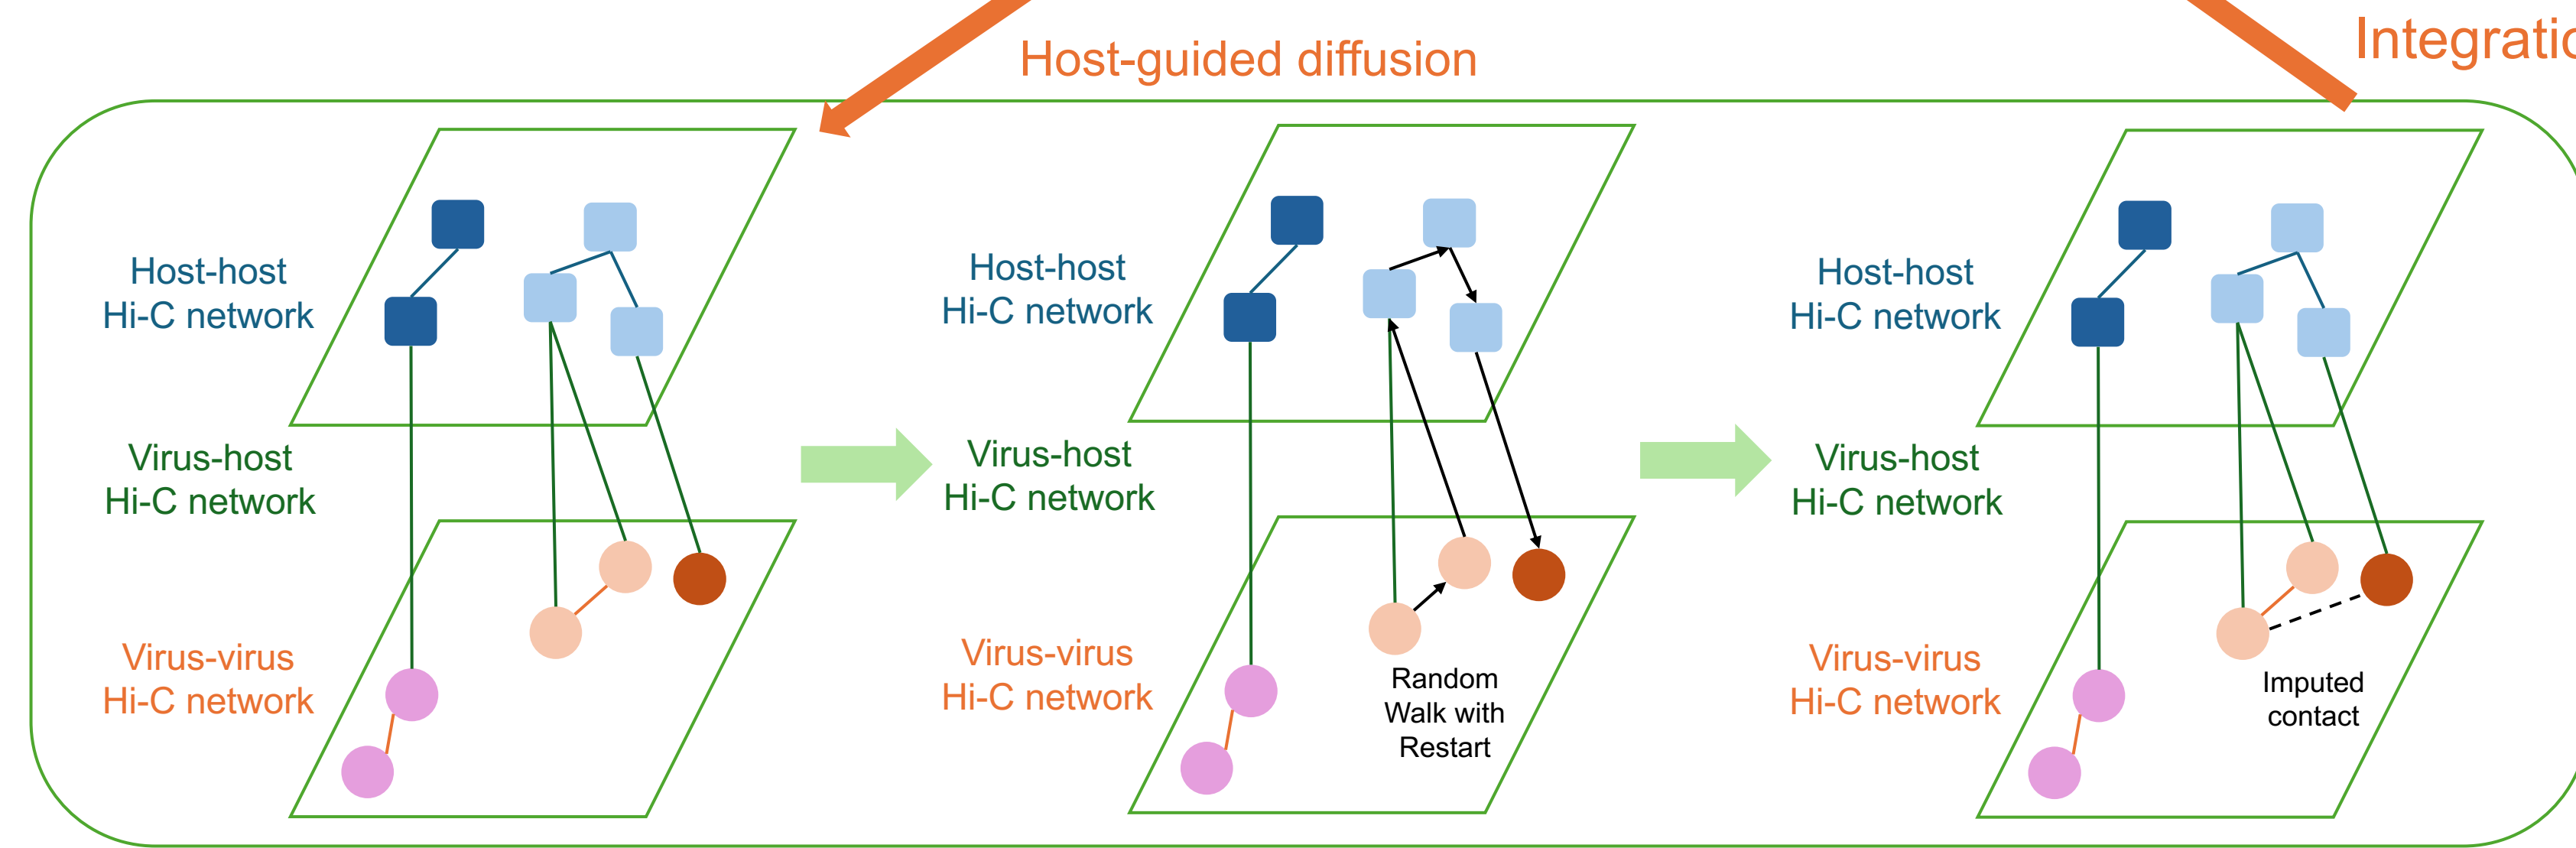 Host-guided diffusion
Host-host
Hi-C network
Virus-host
Hi-C network
Virus-virus
Hi-C network
Host-host
Hi-C network
Virus-host
Hi-C network
Virus-virus
Hi-C network
Random
Walk with
Restart
Host-host
Hi-C network
Virus-host
Hi-C network
Virus-virus
Hi-C network
Imputed
contact